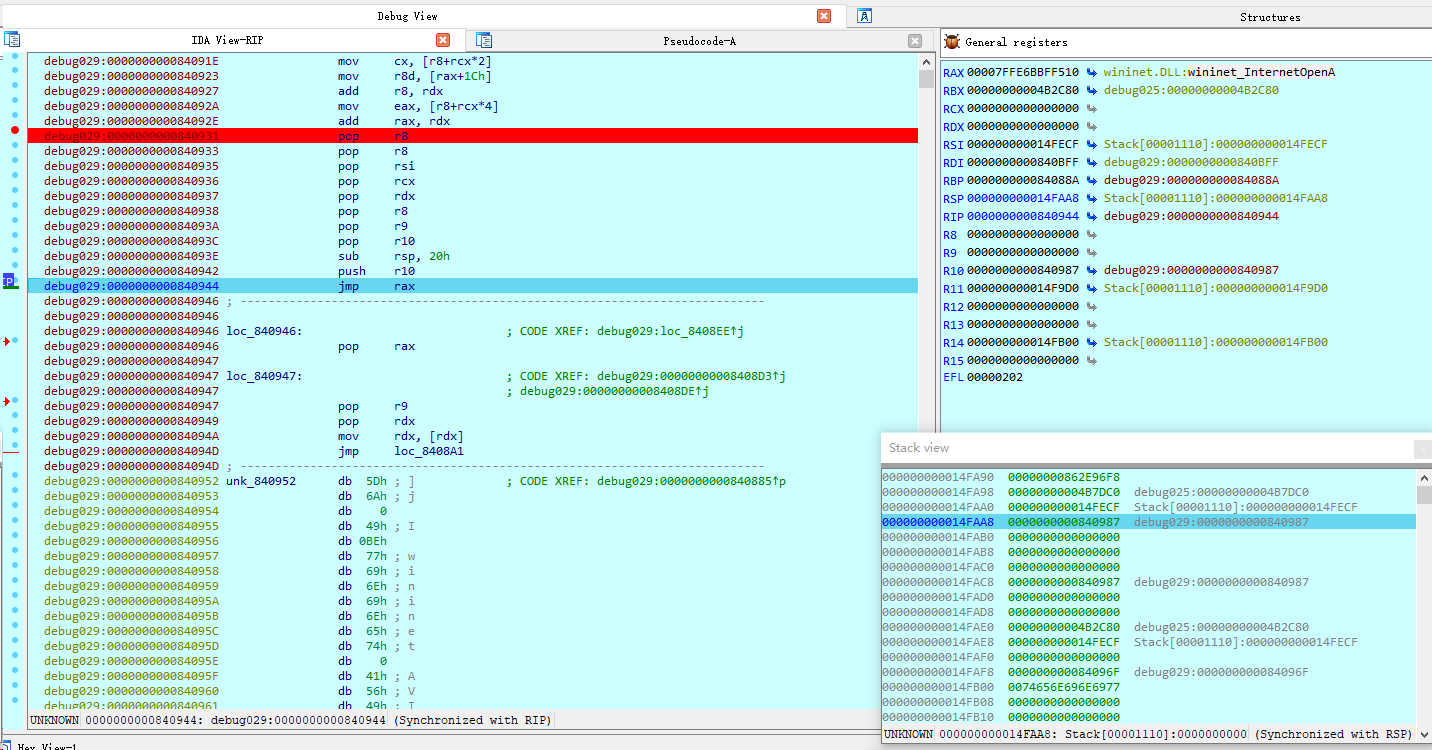 Debug View
Structures
IDA View-RIP
Pseudocode-A
General registers
debug029:000000000084091E mov cx, [r8+rcx*2]
debug029:0000000000840923 mov r8d, [rax+1Ch]
debug029:0000000000840927 add r8, rdx
debug029:000000000084092A mov eax, [r8+rcx*4]
debug029:000000000084092E add rax, rdx
debug029:0000000000840931 pop r8
debug029:0000000000840933 pop r8
debug029:0000000000840935 pop rsi
debug029:0000000000840936 pop rcx
debug029:0000000000840937 pop rdx
debug029:0000000000840938 pop r8
debug029:000000000084093A pop r9
debug029:000000000084093C pop r10
debug029:000000000084093E sub rsp, 20h
debug029:0000000000840942 push r10
debug029:0000000000840944 jmp rax
debug029:0000000000840946 ; ---------------------------------------------------------------------------
debug029:0000000000840946
debug029:0000000000840946 loc_840946: ; CODE XREF: debug029:loc_8408EE↑j
debug029:0000000000840946 pop rax
debug029:0000000000840947
debug029:0000000000840947 loc_840947: ; CODE XREF: debug029:00000000008408D3↑j
debug029:0000000000840947 ; debug029:00000000008408DE↑j
debug029:0000000000840947 pop r9
debug029:0000000000840949 pop rdx
debug029:000000000084094A mov rdx, [rdx]
debug029:000000000084094D jmp loc_8408A1
debug029:000000000084094D ; ---------------------------------------------------------------------------
debug029:0000000000840952 unk_840952 db 5Dh ; ] ; CODE XREF: debug029:0000000000840885↑p
debug029:0000000000840953 db 6Ah ; j
debug029:0000000000840954 db 0
debug029:0000000000840955 db 49h ; I
debug029:0000000000840956 db 0BEh
debug029:0000000000840957 db 77h ; w
debug029:0000000000840958 db 69h ; i
debug029:0000000000840959 db 6Eh ; n
debug029:000000000084095A db 69h ; i
debug029:000000000084095B db 6Eh ; n
debug029:000000000084095C db 65h ; e
debug029:000000000084095D db 74h ; t
debug029:000000000084095E db 0
debug029:000000000084095F db 41h ; A
debug029:0000000000840960 db 56h ; V
debug029:0000000000840961 db 49h ; I
UNKNOWN 0000000000840944: debug029:0000000000840944 (Synchronized with RIP)
Hex View-1
RAX 00007FFE6BBFF510 wininet.DLL:wininet_InternetOpenA
RBX 00000000004B2C80 debug025:00000000004B2C80
RCX 0000000000000000
RDX 0000000000000000
RSI 000000000014FECF Stack[00001110]:000000000014FECF
RDI 0000000000840BFF debug029:0000000000840BFF
RBP 000000000084088A debug029:000000000084088A
RSP 000000000014FAA8 Stack[00001110]:000000000014FAA8
RIP 0000000000840944 debug029:0000000000840944
R8 0000000000000000
R9 0000000000000000
R10 0000000000840987 debug029:0000000000840987
R11 000000000014F9D0 Stack[00001110]:000000000014F9D0
R12 0000000000000000
R13 0000000000000000
R14 000000000014FB00 Stack[00001110]:000000000014FB00
R15 0000000000000000
EFL 00000202
Stack view
000000000014FA90 00000000862E96F8
000000000014FA98 00000000004B7DC0 debug025:00000000004B7DC0
000000000014FAA0 000000000014FECF Stack[00001110]:000000000014FECF
000000000014FAA8 0000000000840987 debug029:0000000000840987
000000000014FAB0 0000000000000000
000000000014FAB8 0000000000000000
000000000014FAC0 0000000000000000
000000000014FAC8 0000000000840987 debug029:0000000000840987
000000000014FAD0 0000000000000000
000000000014FAD8 0000000000000000
000000000014FAE0 00000000004B2C80 debug025:00000000004B2C80
000000000014FAE8 000000000014FECF Stack[00001110]:000000000014FECF
000000000014FAF0 0000000000000000
000000000014FAF8 000000000084096F debug029:000000000084096F
000000000014FB00 0074656E696E6977
000000000014FB08 0000000000000000
000000000014FB10 0000000000000000
UNKNOWN 000000000014FAA8: Stack[00001110]:0000000000 (Synchronized with RSP)